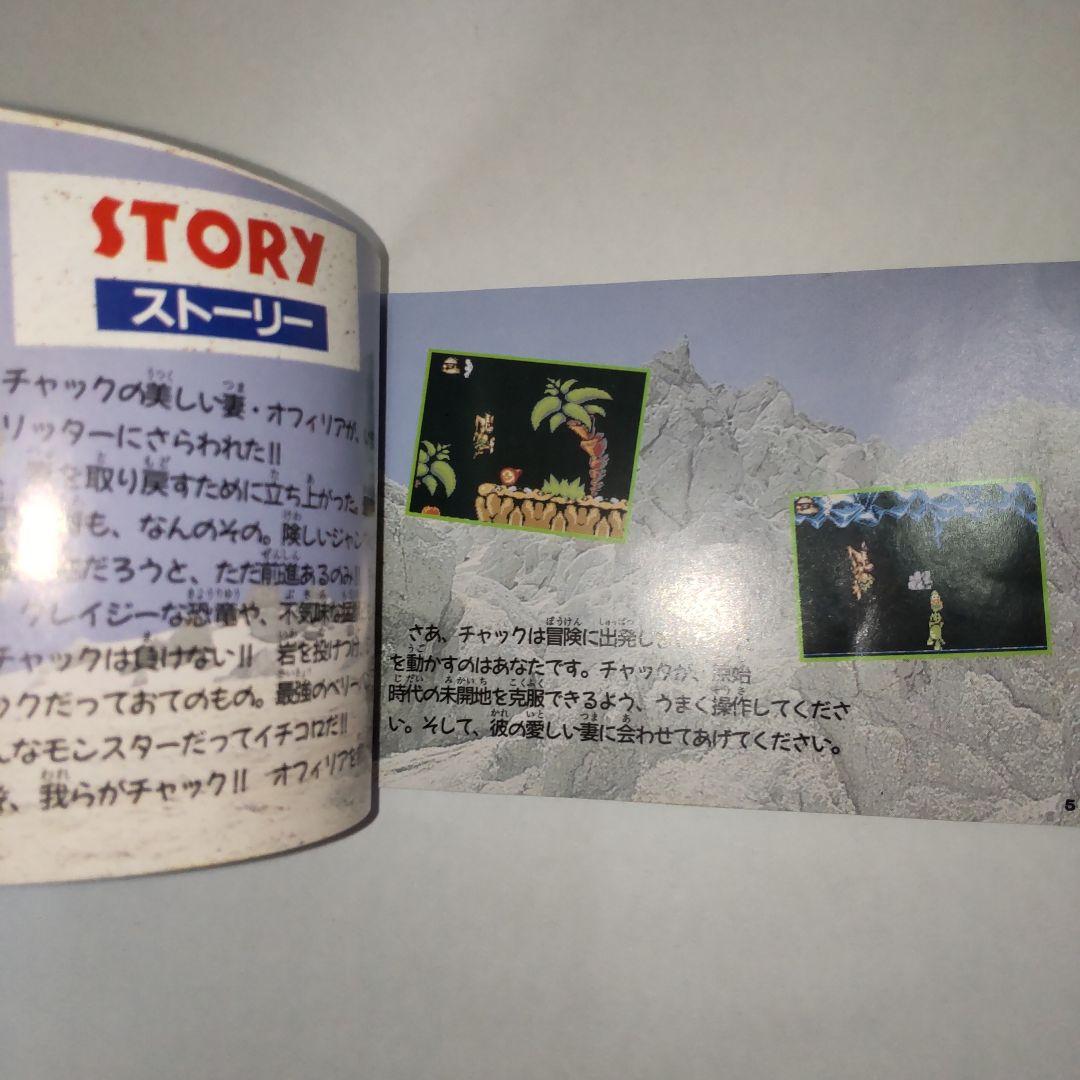 STORY
ストーリー
チャックの美しい妻・オフィリアが、
リッターにさらわれた!!
を取り戻すために立ち上がった。
も、なんのその。険しいジャン
だろうと、ただ前進あるのみ!!
クレイジーな恐竜や、不気味な
チャックは負けない!! 岩を投げつけ
ックだっておてのもの。最強のベリー
んなモンスターだってイチコロだ!!
、我らがチャック!! オフィリアを
さあ、チャックは冒険に出発し
を動かすのはあなたです。チャックが、原始
時代の未開地を克服できるよう、うまく操作してくださ
い。そして、彼の愛しい妻に会わせてあげてください。
5